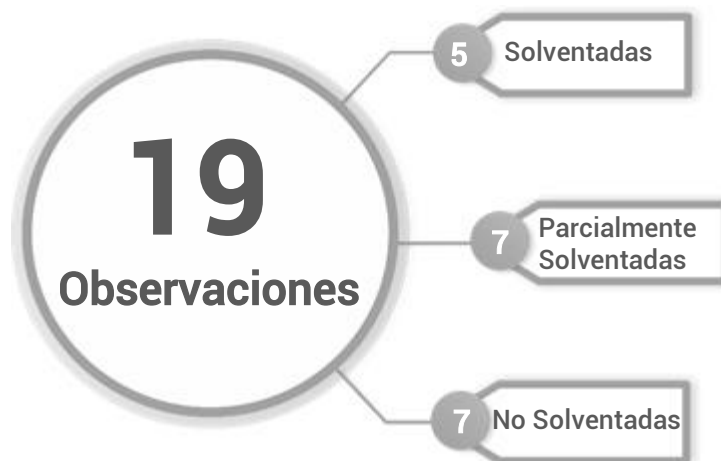 19
Observaciones
5
Solventadas
7
Parcialmente
Solventadas
7
No Solventadas